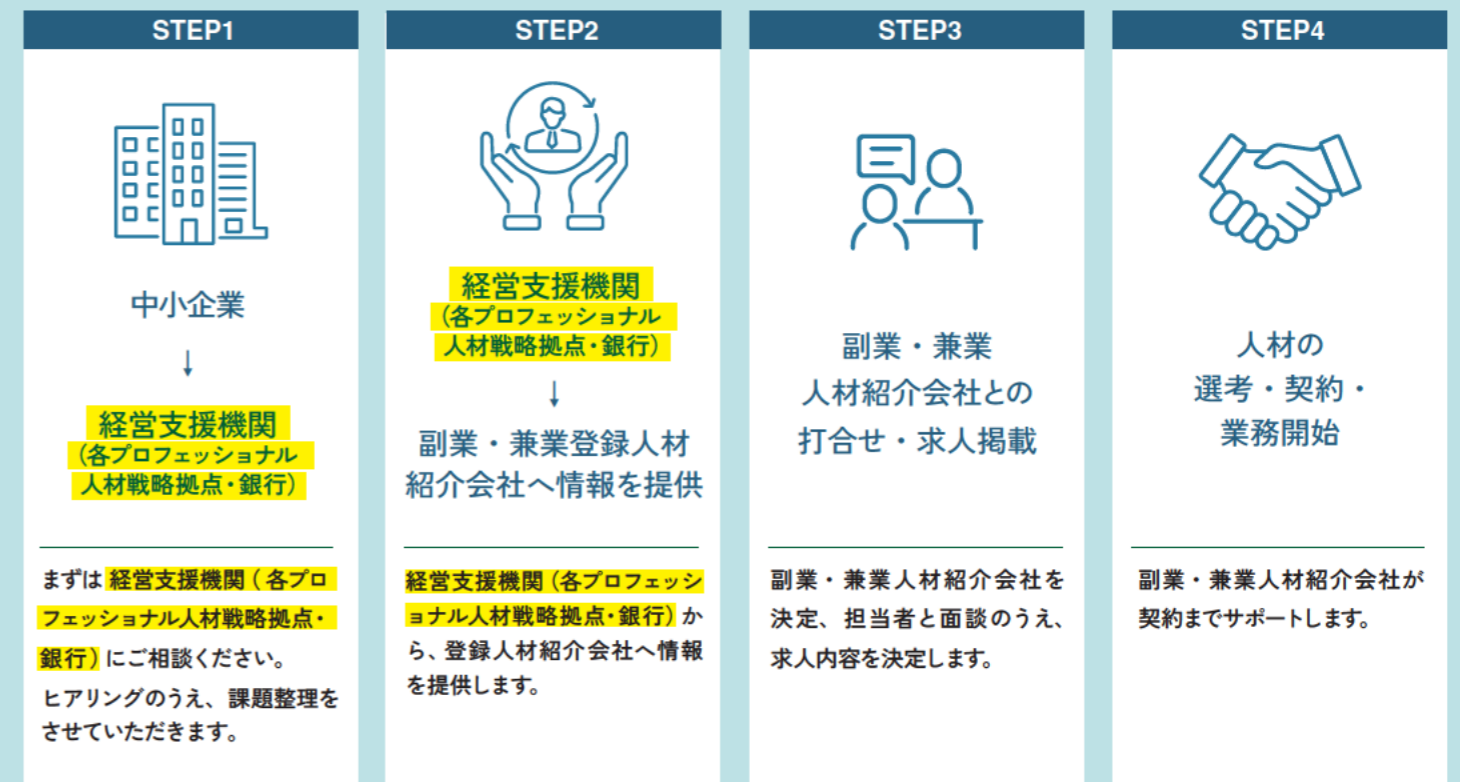 STEP1
中小企業
↓
経営支援機関
（各プロフェッショナル
人材戦略拠点・銀行）
まずは 経営支援機関（ 各プロ
フェッショナル人材戦略拠点・
銀行）にご相談ください。
ヒアリングのうえ、課題整理を
させていただきます。
STEP2
経営支援機関
（各プロフェッショナル
人材戦略拠点・銀行）
↓
副業・兼業登録人材
紹介会社へ情報を提供
経営支援機関（各プロフェッシ
ョナル人材戦略拠点・銀行）か
ら、登録人材紹介会社へ情報
を提供します。
STEP3
副業・兼業
人材紹介会社との
打合せ・求人掲載
副業・兼業人材紹介会社を
決定、担当者と面談のうえ、
求人内容を決定します。
STEP4
人材の
選考・契約・
業務開始
副業・兼業人材紹介会社が
契約までサポートします。